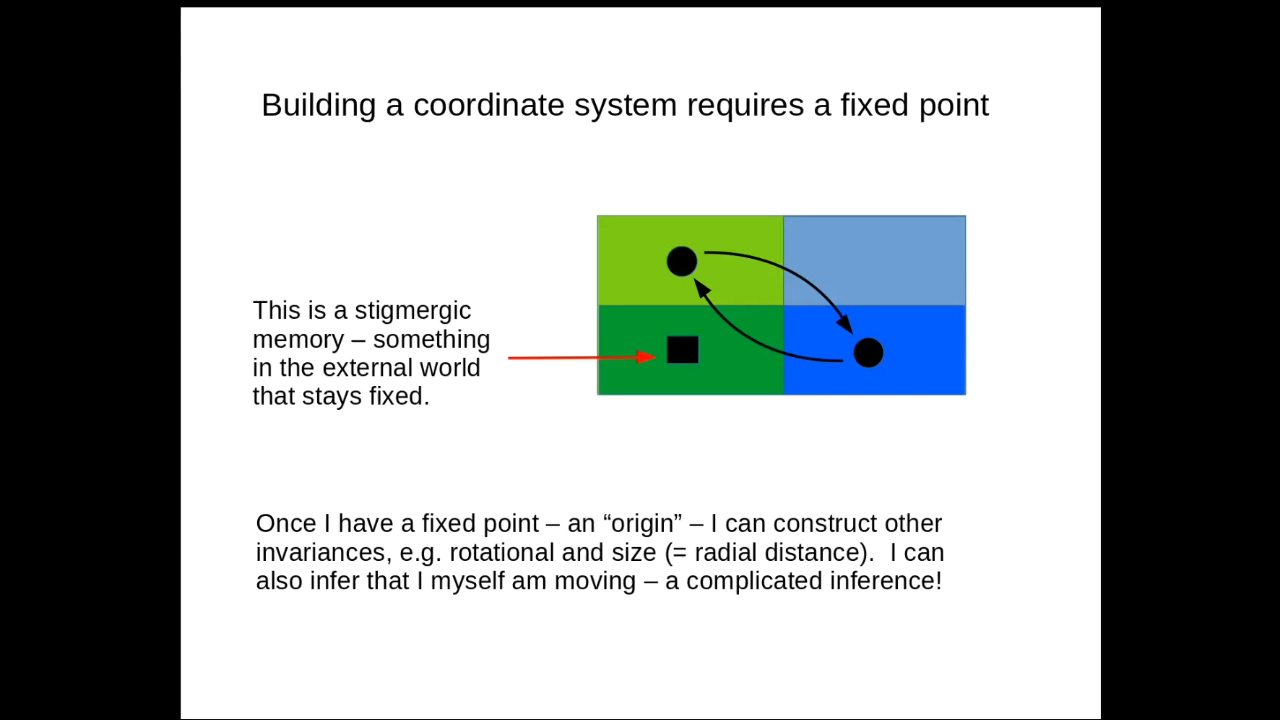 Building a coordinate system requires a fixed point
This is a stigmergic
memory – something
in the external world
that stays fixed.
Once I have a fixed point – an “origin” – I can construct other
invariances, e.g. rotational and size (= radial distance).  I can
also infer that I myself am moving – a complicated inference!